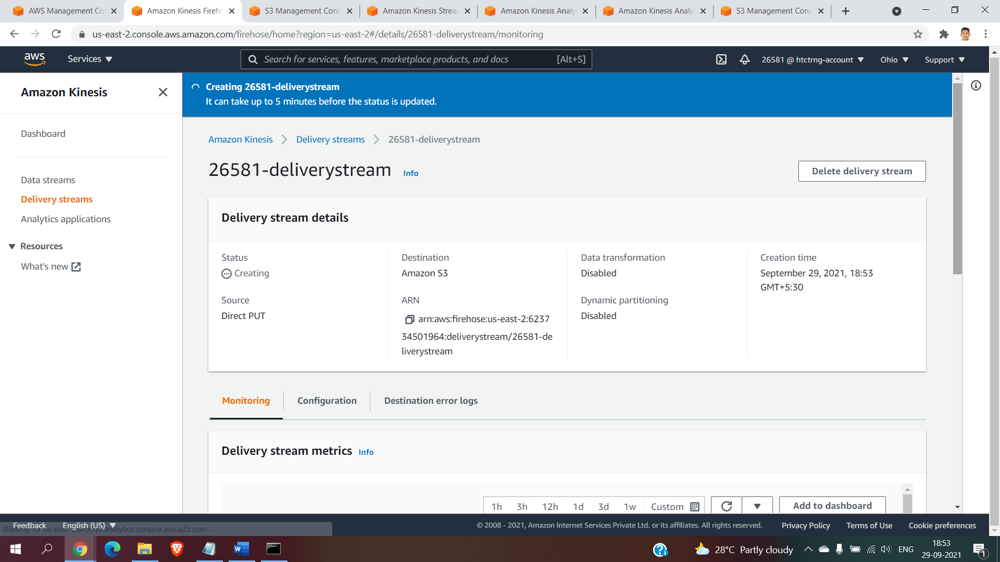 AWS Management Co
Amazon Kinesis Fireho
S3 Management Cons
Amazon Kinesis Strea
Amazon Kinesis Analy
Amazon Kinesis Analy
S3 Management Cons
us-east-2.console.aws.amazon.com/firehose/home?region=us-east-2#/details/26581-deliverystream/monitoring
aws
Services
Search for services, features, marketplace products, and docs
[Alt+S]
26581 @ htctrng-account
Ohio
Support
Amazon Kinesis
Dashboard
Data streams
Delivery streams
Analytics applications
Resources
What's new
Creating 26581-deliverystream
It can take up to 5 minutes before the status is updated.
Amazon Kinesis
Delivery streams
26581-deliverystream
26581-deliverystream
Info
Delete delivery stream
Delivery stream details
Status
Creating
Source
Direct PUT
Destination
Amazon S3
ARN
arn:aws:firehose:us-east-2:6237
34501964:deliverystream/26581-de
liverystream
Data transformation
Disabled
Dynamic partitioning
Disabled
Creation time
September 29, 2021, 18:53
GMT+5:30
Monitoring
Configuration
Destination error logs
Delivery stream metrics
Info
1h
3h
12h
1d
3d
1w
Custom
Add to dashboard
Feedback
English (US)
Waiting for us-east-2.prod.pr.analytics.console.aws.a2z.com...
© 2008 - 2021, Amazon Internet Services Private Ltd. or its affiliates. All rights reserved.
Privacy Policy
Terms of Use
Cookie preferences
28°C Partly cloudy
ENG
18:53
29-09-2021
1